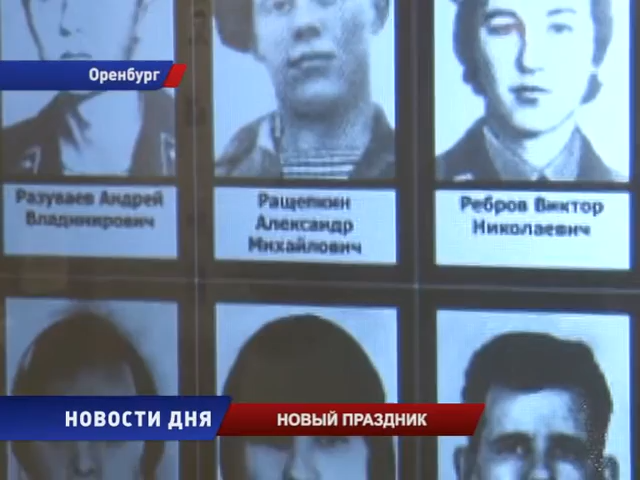 Оренбург
Разуваев Андрей
Владимирович
Ращепкин
Александр
Михайлович
Ребров Виктор
Николаевич
НОВОСТИ ДНЯ
НОВЫЙ ПРАЗДНИК